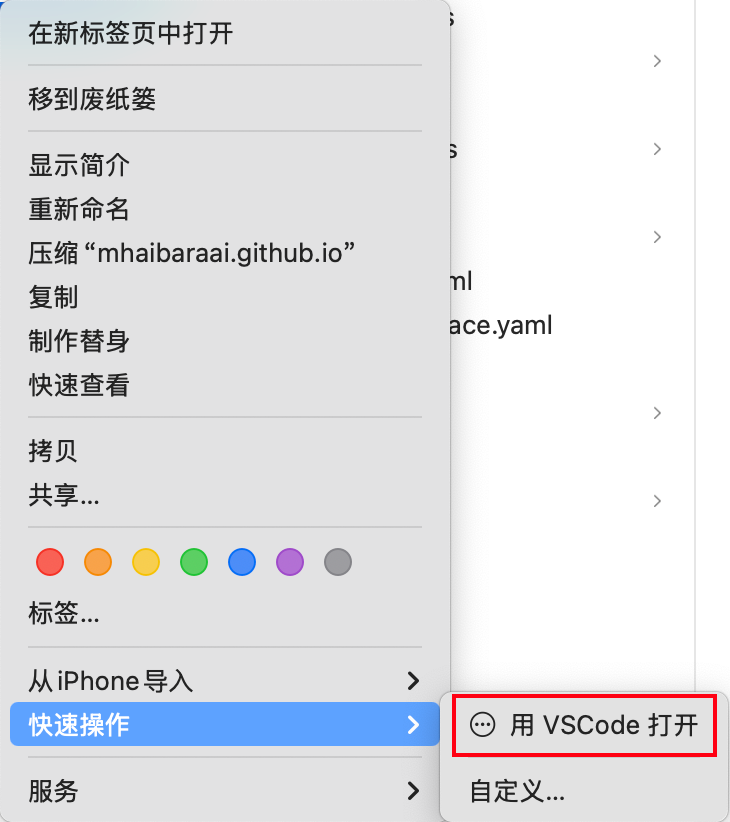 在新标签页中打开
移到废纸篓
显示简介
重新命名
压缩 “mhaibaraai.github.io”
复制
制作替身
快速查看
拷贝
共享...
标签...
从 iPhone 导入
快速操作
服务
s
s
ml
ace.yaml
用 VSCode 打开
自定义...